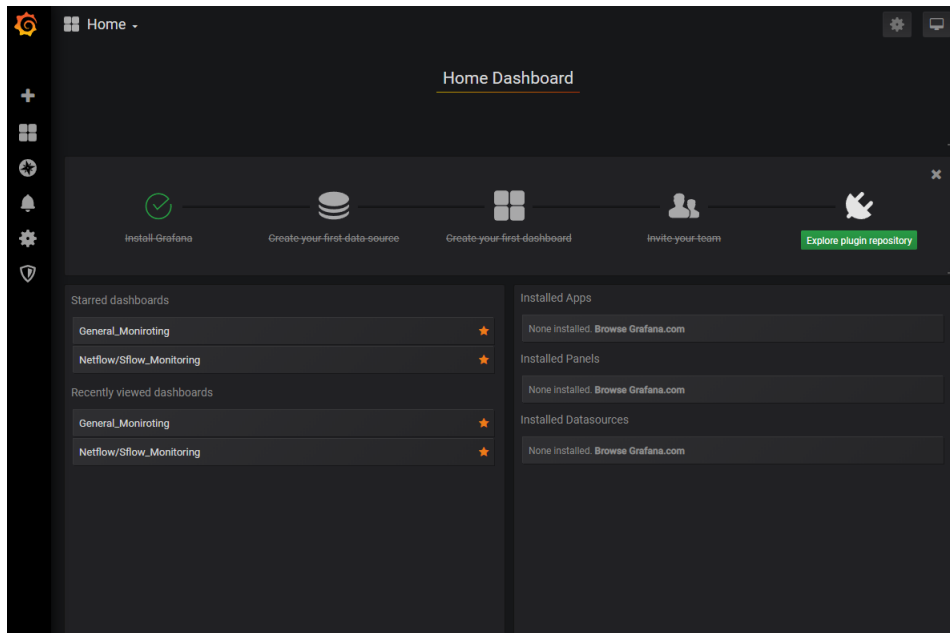 Home
Home Dashboard
Install Grafana
Create your first data source
Create your first dashboard
Invite your team
Explore plugin repository
Starred dashboards
General_Moniroting
Netflow/Sflow_Monitoring
Recently viewed dashboards
General_Moniroting
Netflow/Sflow_Monitoring
Installed Apps
None installed. Browse Grafana.com
Installed Panels
None installed. Browse Grafana.com
Installed Datasources
None installed. Browse Grafana.com